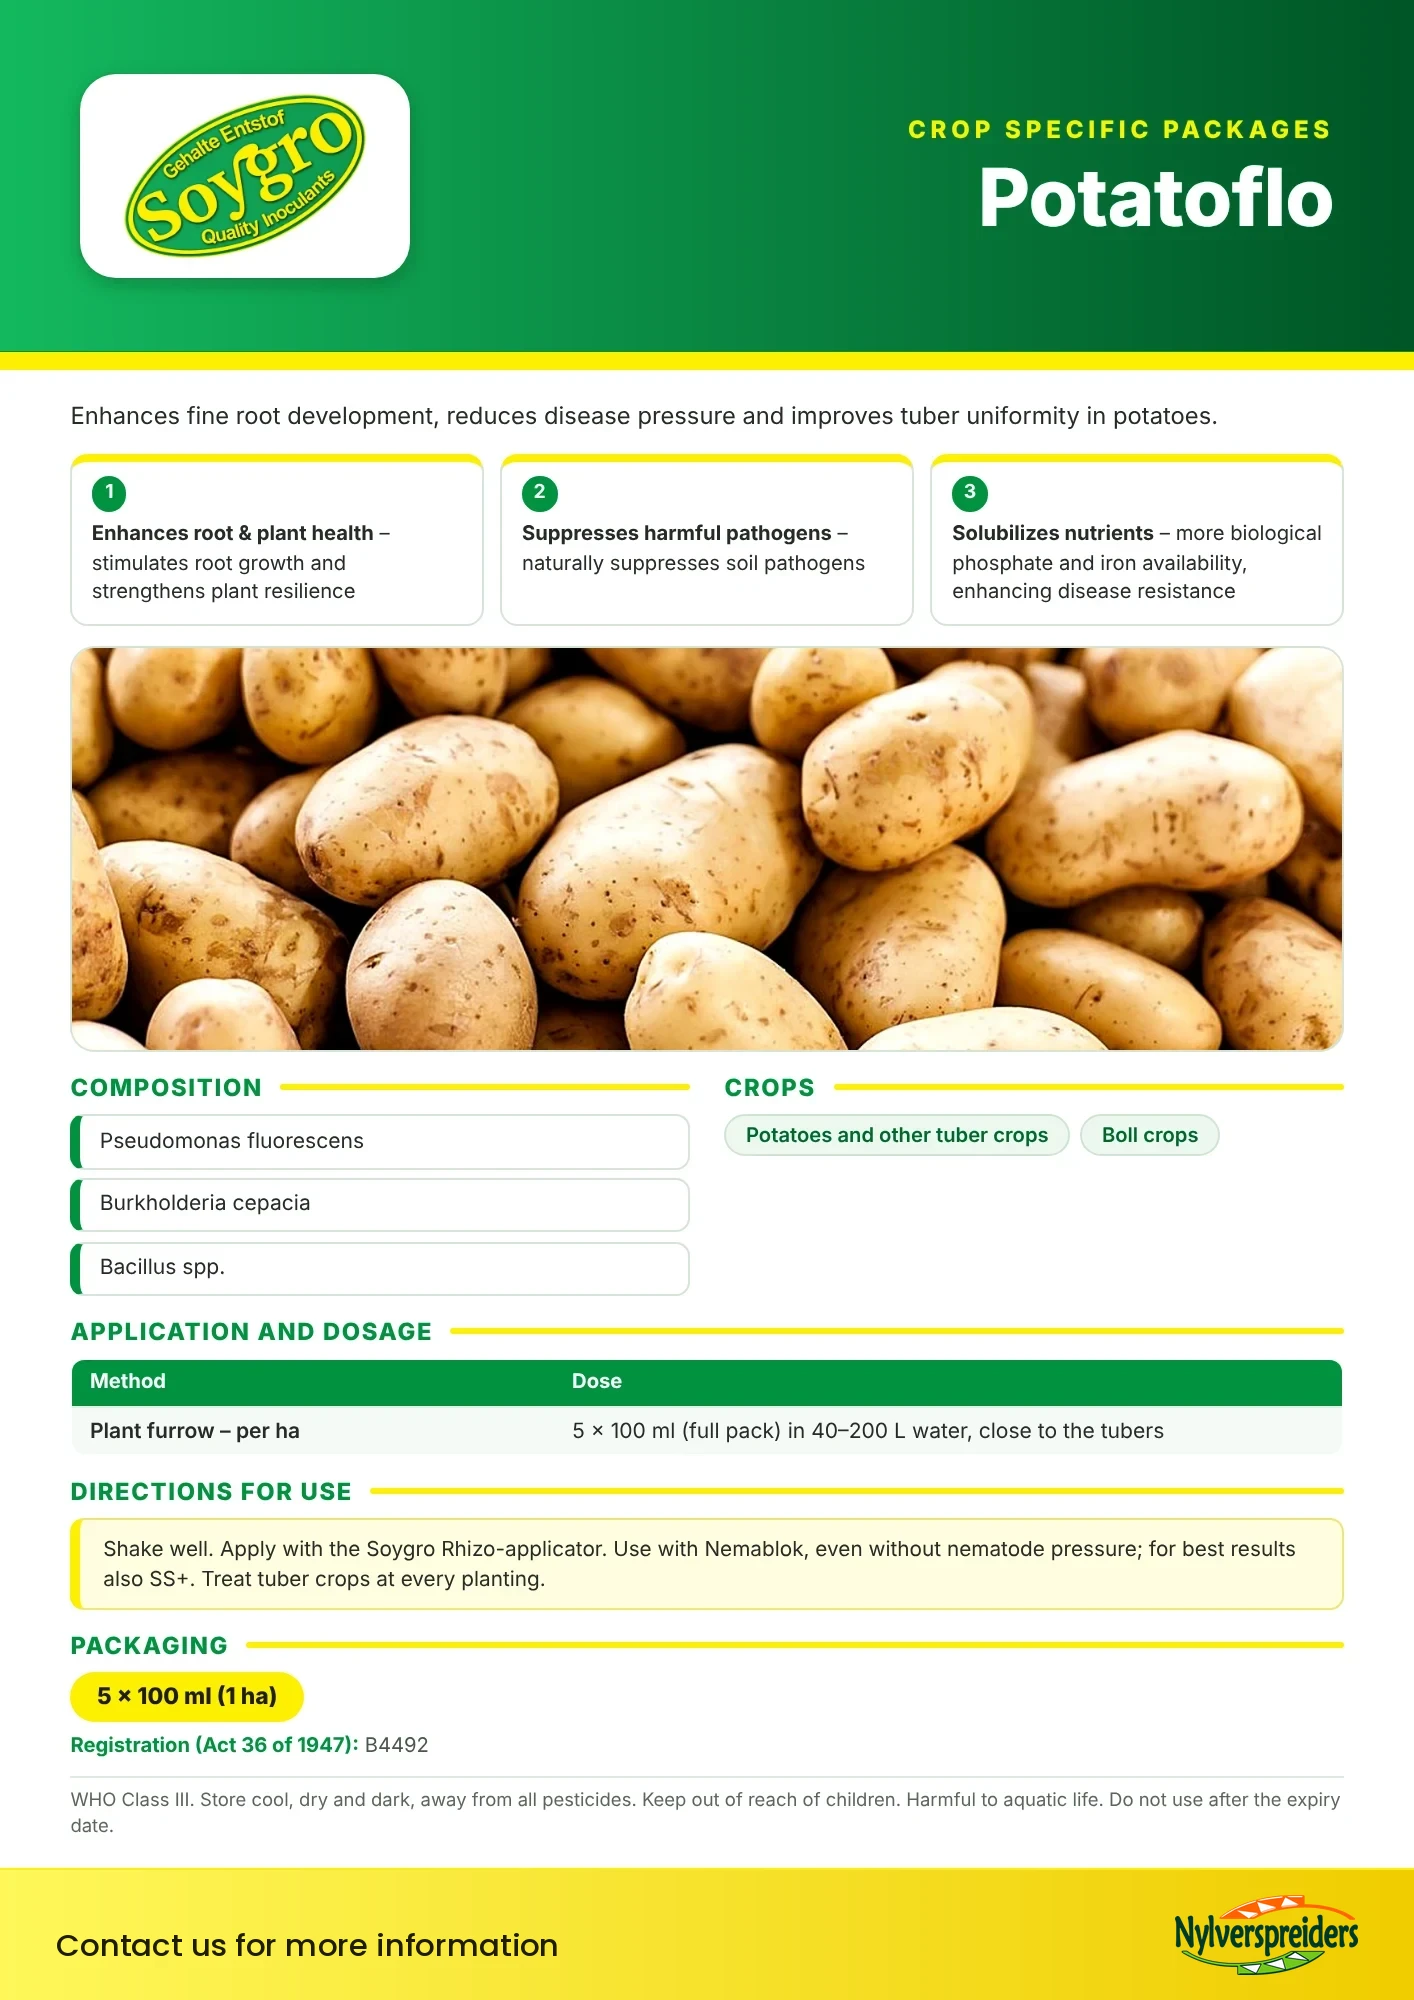 Gehalte Entstof
Soygro
Quality Inoculants
CROP SPECIFIC PACKAGES
Potatoflo
Enhances fine root development, reduces disease pressure and improves tuber uniformity in potatoes.
1
Enhances root & plant health –
stimulates root growth and
strengthens plant resilience
2
Suppresses harmful pathogens –
naturally suppresses soil pathogens
3
Solubilizes nutrients – more biological
phosphate and iron availability,
enhancing disease resistance
COMPOSITION
Pseudomonas fluorescens
Burkholderia cepacia
Bacillus spp.
CROPS
Potatoes and other tuber crops
Boll crops
APPLICATION AND DOSAGE
Method Dose
Plant furrow – per ha 5 × 100 ml (full pack) in 40–200 L water, close to the tubers
DIRECTIONS FOR USE
Shake well. Apply with the Soygro Rhizo-applicator. Use with Nemablok, even without nematode pressure; for best results
also SS+. Treat tuber crops at every planting.
PACKAGING
5 × 100 ml (1 ha)
Registration (Act 36 of 1947): B4492
WHO Class III. Store cool, dry and dark, away from all pesticides. Keep out of reach of children. Harmful to aquatic life. Do not use after the expiry
date.
Contact us for more information
Nylverspreiders